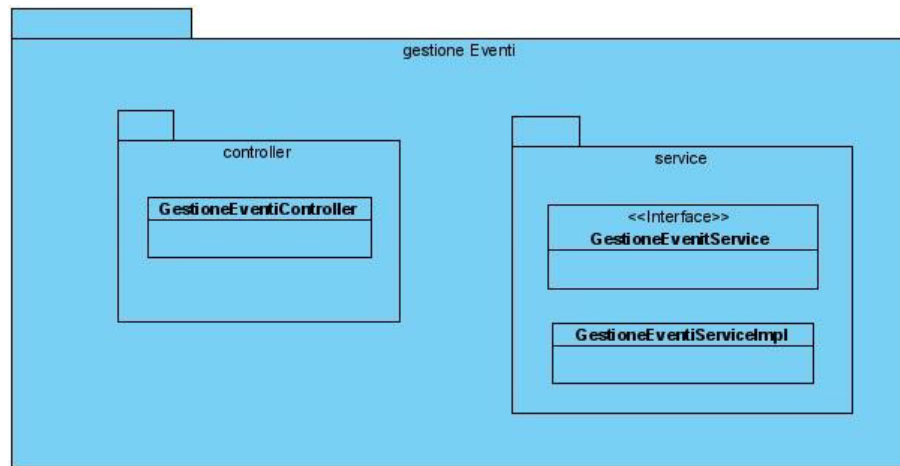 gestione Eventi
controller
GestioneEventiController
service
<<Interface>>
GestioneEvenitService
GestioneEventiServiceImpl